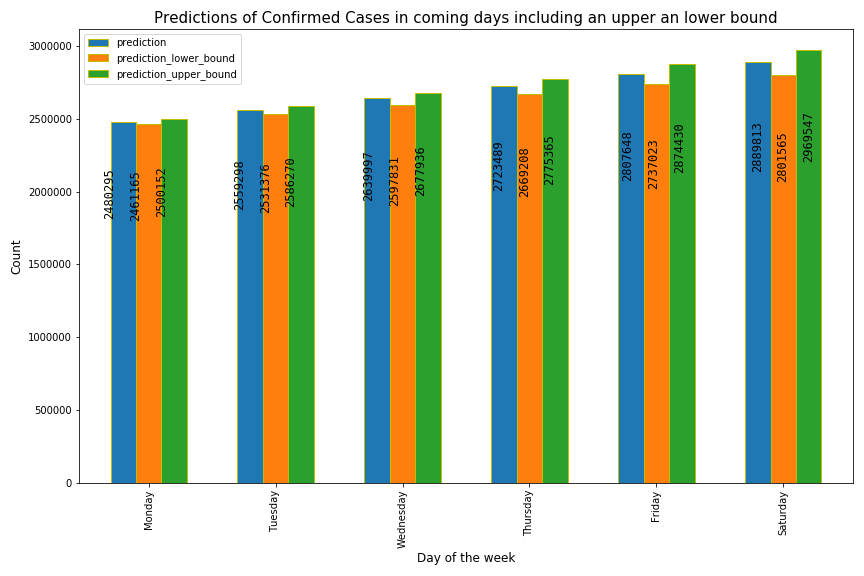 Predictions of Confirmed Cases in coming days including an upper an lower bound
prediction
prediction_lower_bound
prediction_upper_bound
3000000
2500000
2000000
1500000
1000000
500000
0
Count
2480295
2461165
2500152
2559298
2531376
2586270
2639997
2597831
2677936
2723489
2669208
2775365
2807648
2737023
2874430
2889813
2801565
2969547
Monday
Tuesday
Wednesday
Thursday
Friday
Saturday
Day of the week